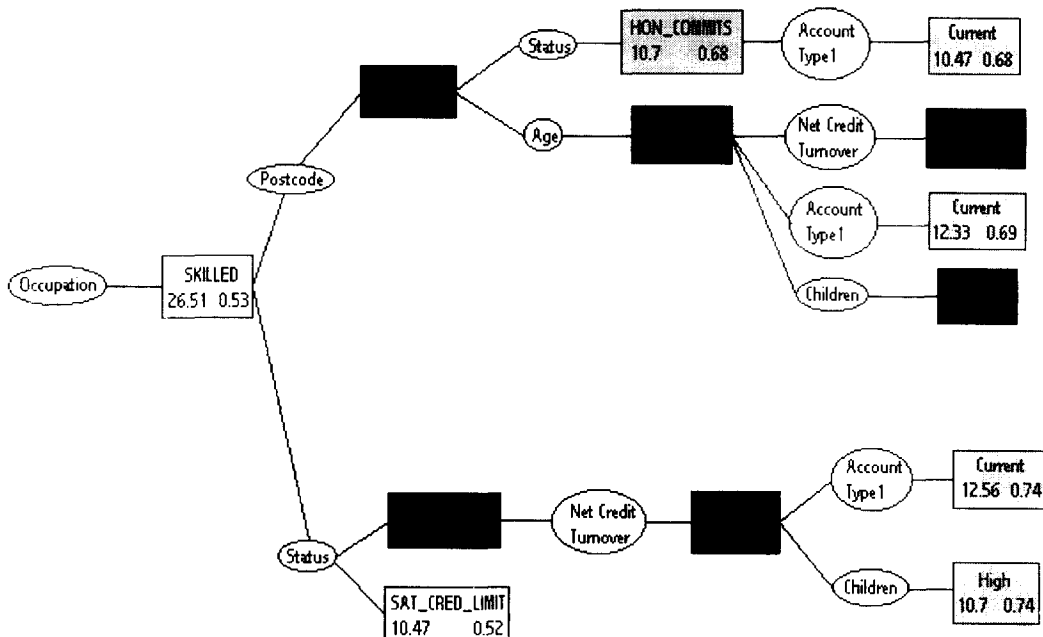 Status
HON_COMMITS
10.7 0.68
Account
Type1
Current
10.47 0.68
Age
Net Credit
Turnover
Postcode
Account
Type1
Current
12.33 0.69
Occupation
SKILLED
26.51 0.53
Children
Account
Type1
Current
12.56 0.74
Net Credit
Turnover
Status
Children
High
10.7 0.74
SAT_CRED_LIMIT
10.47 0.52